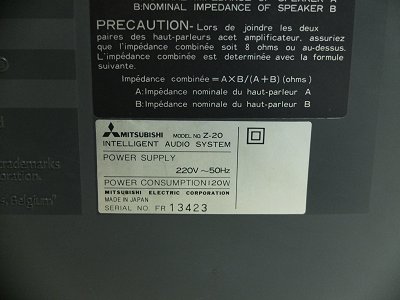 B:NOMINAL IMPEDANCE OF SPEAKER B
PRECAUTION-Lors de joindre les deux
paires des haut-parleurs acet amplificateur, assurez
que l'impédance combinée soit 8 ohms ou au-dessus.
L'impédance combinée est determinée avec la formule
suivante.
Impédance combinée=A×B/(A+B) (ohms)
A:Impédance nominale du haut-parleur A
B:Impédance nominale du haut-parleur B
MITSUBISHI MODEL NO. Z-20
INTELLIGENT AUDIO SYSTEM
POWER SUPPLY
220V~50Hz
POWER CONSUMPTION 120W
MITSUBISHI ELECTRIC CORPORATION
MADE IN JAPAN
SERIAL NO. FR 13423
trademarks
oration.
s, Belgium?